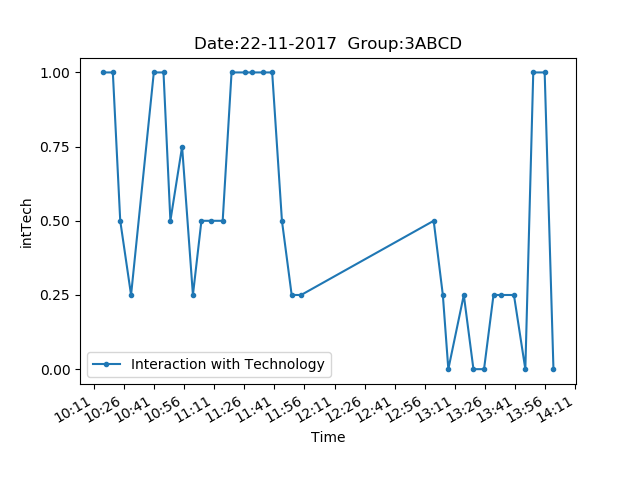 Date:22-11-2017  Group:3ABCD
1.00
0.75
0.50
0.25
0.00
intTech
Interaction with Technology
10:11 10:26 10:41 10:56 11:11 11:26 11:41 11:56 12:11 12:26 12:41 12:56 13:11 13:26 13:41 13:56 14:11
Time